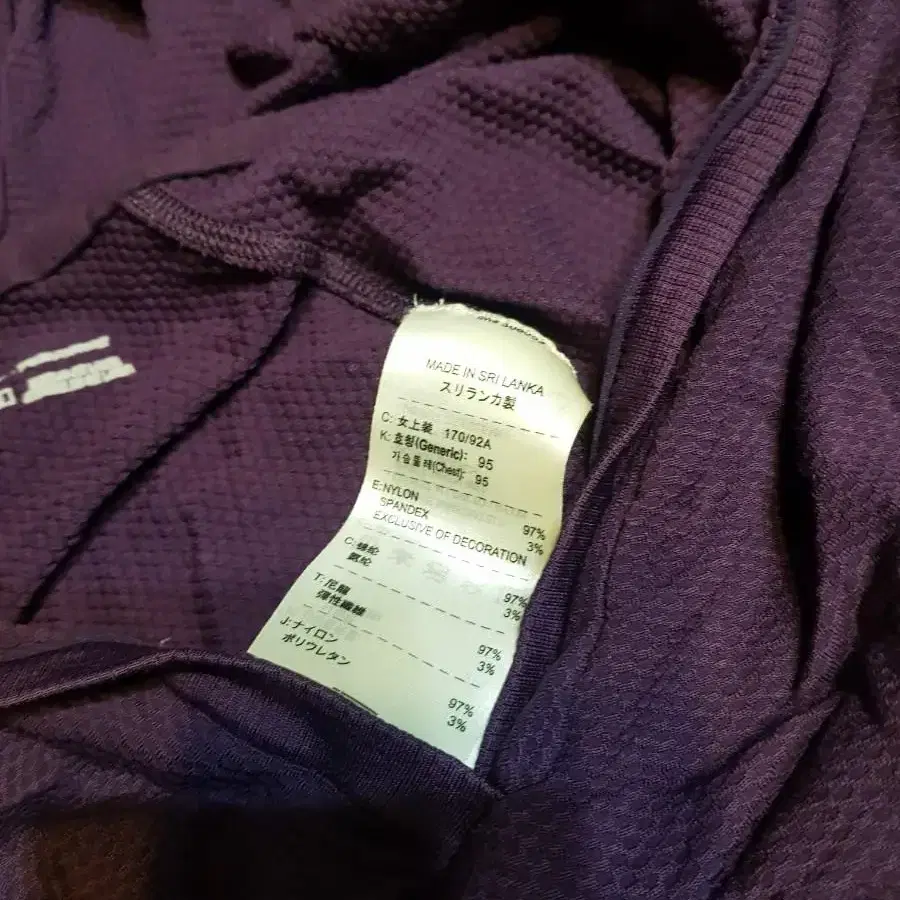 MADE IN SRI LANKA
スリランカ製
C: 女上装 170/92A
K: 호칭(Generic): 95
가슴둘레(Chest): 95
E: NYLON 97%
SPANDEX 3%
EXCLUSIVE OF DECORATION
C: 锦纶 97%
氨纶 3%
T: 尼龍 97%
彈性纖維 3%
J: ナイロン 97%
ポリウレタン 3%